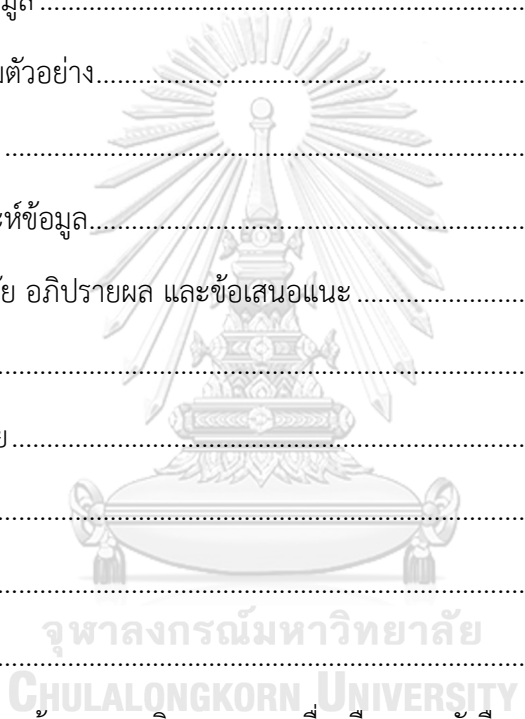 มูล ........................................................
ตัวอย่าง........................................................
........................................................
ะห์ข้อมูล........................................................
ัย อภิปรายผล และข้อเสนอแนะ ........................
........................................................
ย........................................................
........................................................
........................................................
จุฬาลงกรณ์มหาวิทยาลัย
........................................................
CHULALONGKORN UNIVERSITY